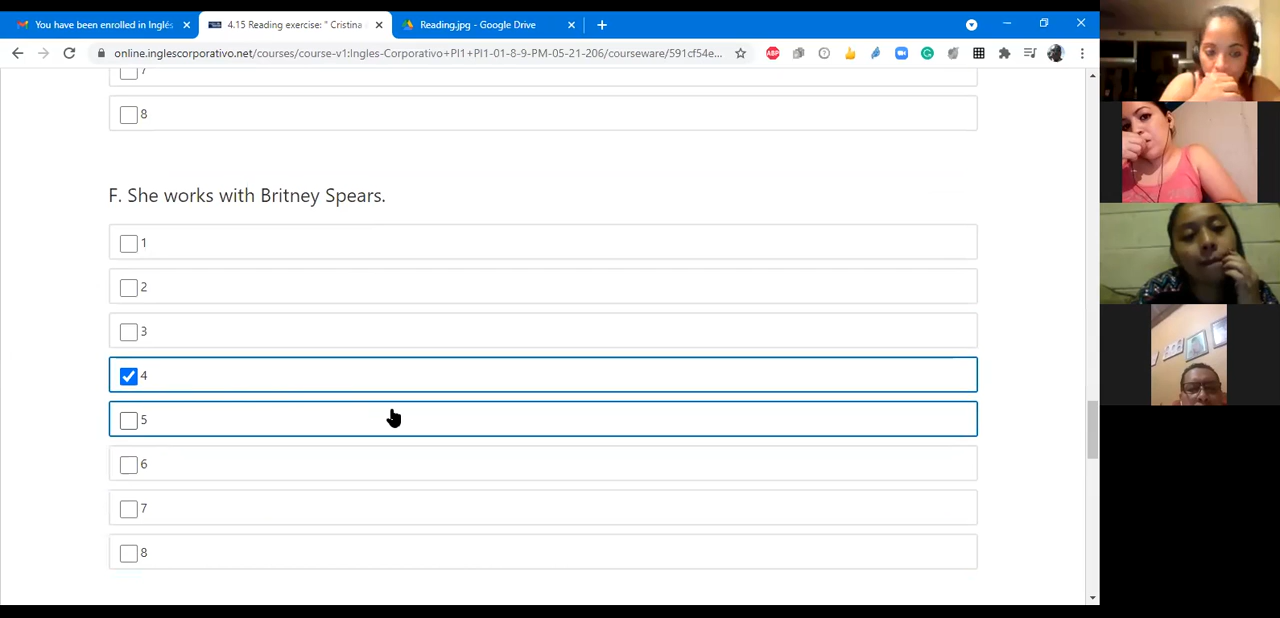 You have been enrolled in Inglés
4.15 Reading exercise: " Cristina
Reading.jpg - Google Drive
online.inglescorporativo.net/courses/course-v1:Ingles-Corporativo+PI1+PI1-01-8-9-PM-05-21-206/courseware/591cf54e...
ABP
7
8
F. She works with Britney Spears.
1
2
3
4
5
6
7
8